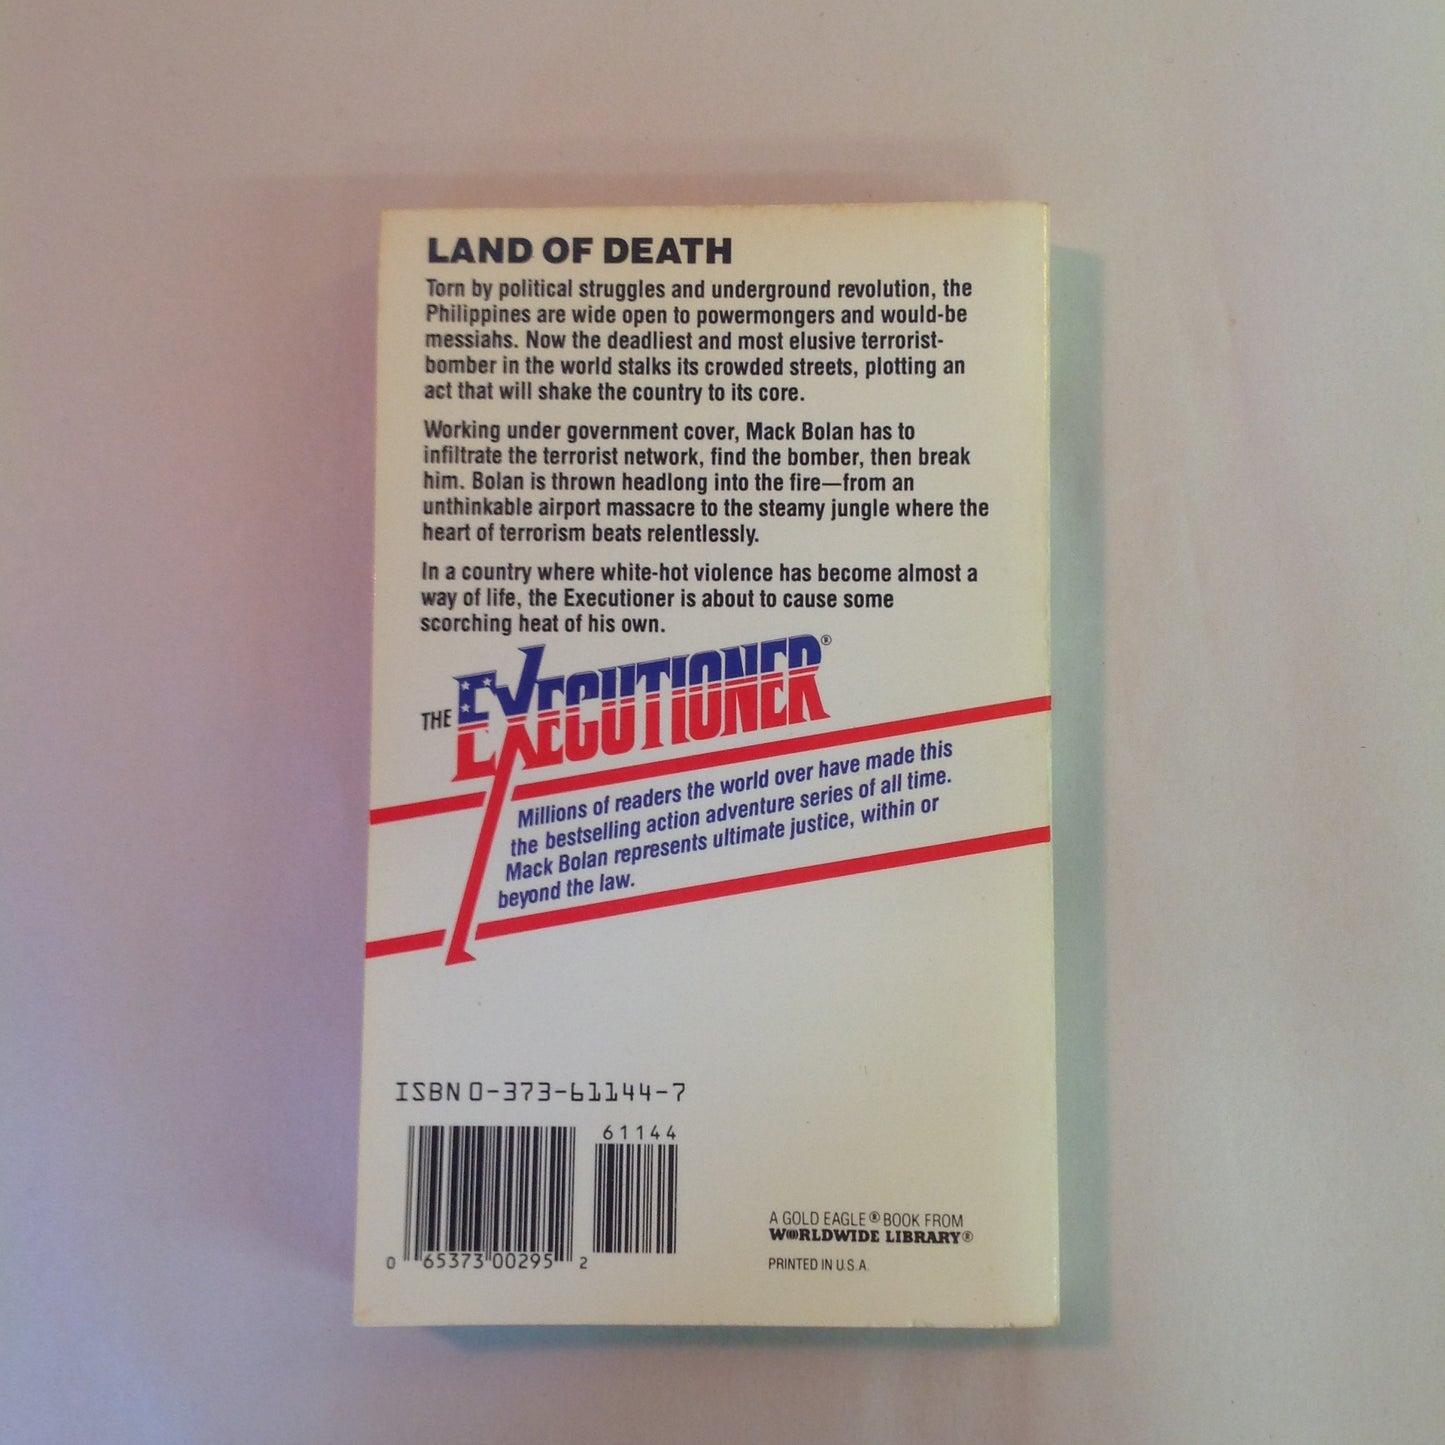 LAND OF DEATH
Torn by political struggles and underground revolution, the
Philippines are wide open to powermongers and would-be
messiahs. Now the deadliest and most elusive terrorist-
bomber in the world stalks its crowded streets, plotting an
act that will shake the country to its core.
Working under government cover, Mack Bolan has to
infiltrate the terrorist network, find the bomber, then break
him. Bolan is thrown headlong into the fire—from an
unthinkable airport massacre to the steamy jungle where the
heart of terrorism beats relentlessly.
In a country where white-hot violence has become almost a
way of life, the Executioner is about to cause some
scorching heat of his own.
THE EXECUTIONER®
Millions of readers the world over have made this
the bestselling action adventure series of all time.
Mack Bolan represents ultimate justice, within or
beyond the law.
ISBN 0-373-61144-7
61144
0 65373 00295 2
A GOLD EAGLE® BOOK FROM
WORLDWIDE LIBRARY®
PRINTED IN U.S.A.